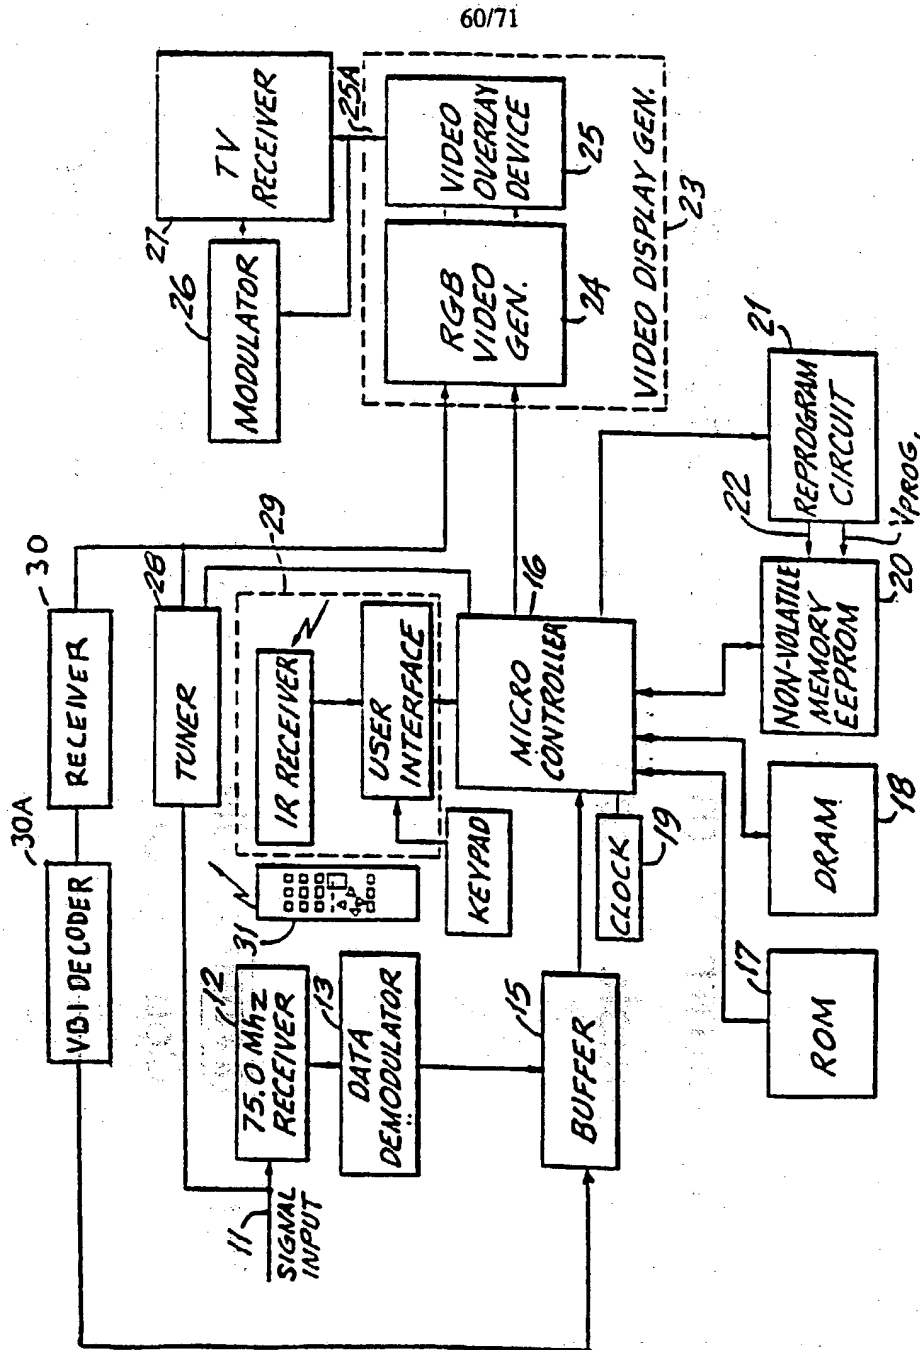 60/71
30A
VBI DECODER
30
RECEIVER
28
TUNER
29
IR RECEIVER
USER
INTERFACE
KEYPAD
31
11
SIGNAL
INPUT
12
75.0 Mhz
RECEIVER
13
DATA
DEMODULATOR
15
BUFFER
16
MICRO
CONTROLLER
CLOCK
19
17
ROM
DRAM
18
NON-VOLATILE
MEMORY
EEPROM
20
22
VPROG.
REPROGRAM
CIRCUIT
21
26
MODULATOR
27
TV
RECEIVER
25A
RGB
VIDEO
GEN.
24
VIDEO
OVERLAY
DEVICE
25
VIDEO DISPLAY GEN.
23